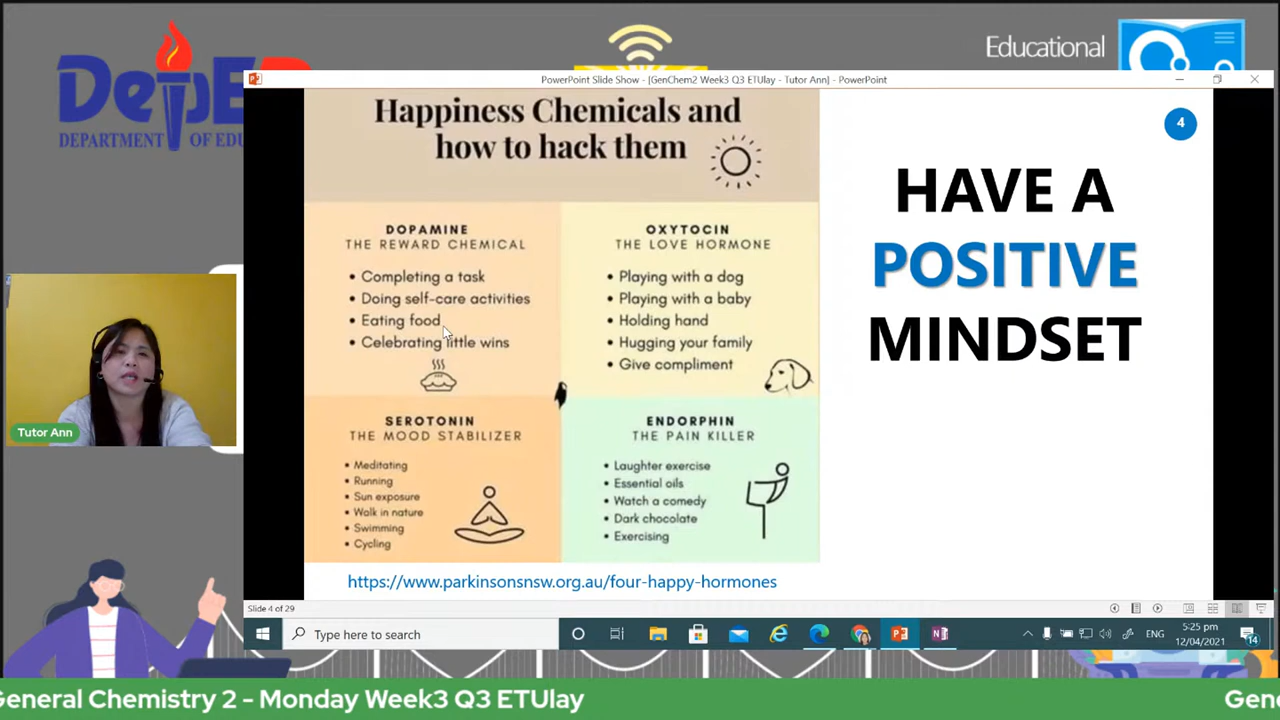 DepE
DEPARTMENT OF EDU
Educational
PowerPoint Slide Show - [GenChem2 Week3 Q3 ETUlay - Tutor Ann] - PowerPoint
Happiness Chemicals and
how to hack them
DOPAMINE
THE REWARD CHEMICAL
• Completing a task
• Doing self-care activities
• Eating food
• Celebrating little wins
OXYTOCIN
THE LOVE HORMONE
• Playing with a dog
• Playing with a baby
• Holding hand
• Hugging your family
• Give compliment
SEROTONIN
THE MOOD STABILIZER
• Meditating
• Running
• Sun exposure
• Walk in nature
• Swimming
• Cycling
ENDORPHIN
THE PAIN KILLER
• Laughter exercise
• Essential oils
• Watch a comedy
• Dark chocolate
• Exercising
https://www.parkinsonsnsw.org.au/four-happy-hormones
4
HAVE A
POSITIVE
MINDSET
Tutor Ann
Slide 4 of 29
Type here to search
ENG
5:25 pm
12/04/2021
14
General Chemistry 2 - Monday Week3 Q3 ETUlay
Gene